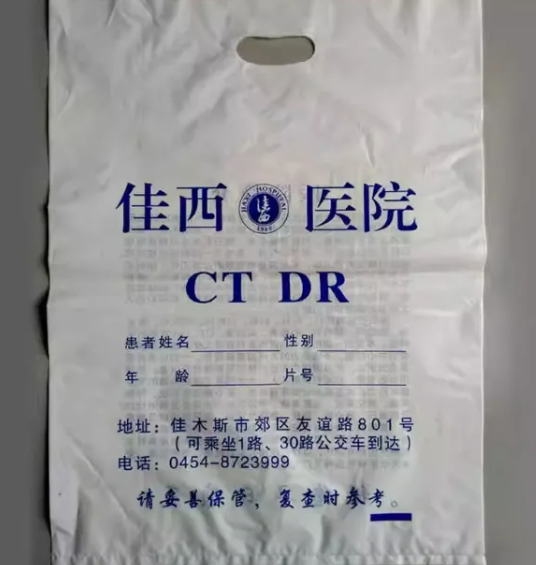 佳西 医院
JIAXI HOSPITAL
CT DR
患者姓名 性别
年 龄 片号
地址：佳木斯市郊区友谊路801号
（可乘坐1路、30路公交车到达）
电话：0454-8723999
请妥善保管，复查时参考。